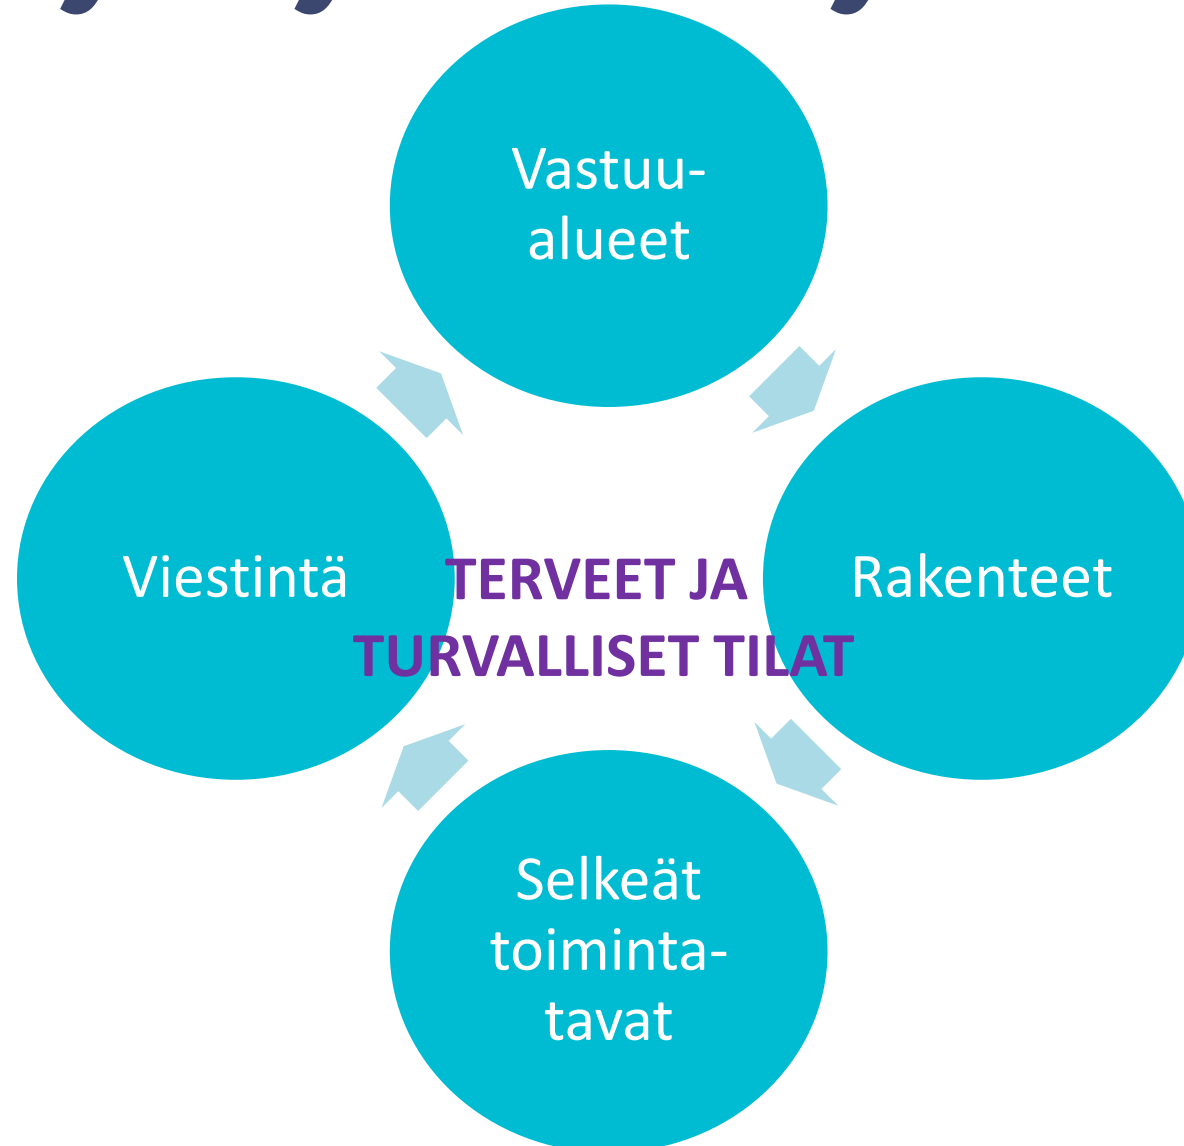 Vastuu-
alueet
Viestintä
TERVEET JA
TURVALLISET TILAT
Rakenteet
Selkeät
toiminta-
tavat